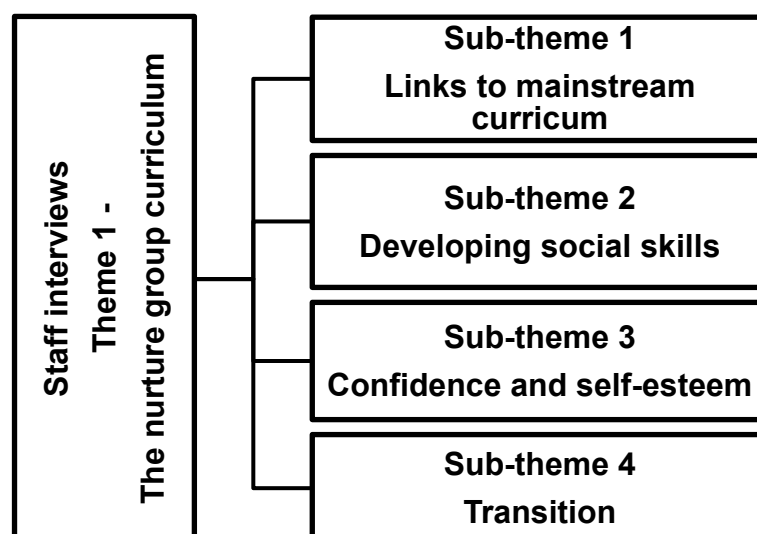 Staff interviews
Theme 1 -
The nurture group curriculum
Sub-theme 1
Links to mainstream
curricum
Sub-theme 2
Developing social skills
Sub-theme 3
Confidence and self-esteem
Sub-theme 4
Transition